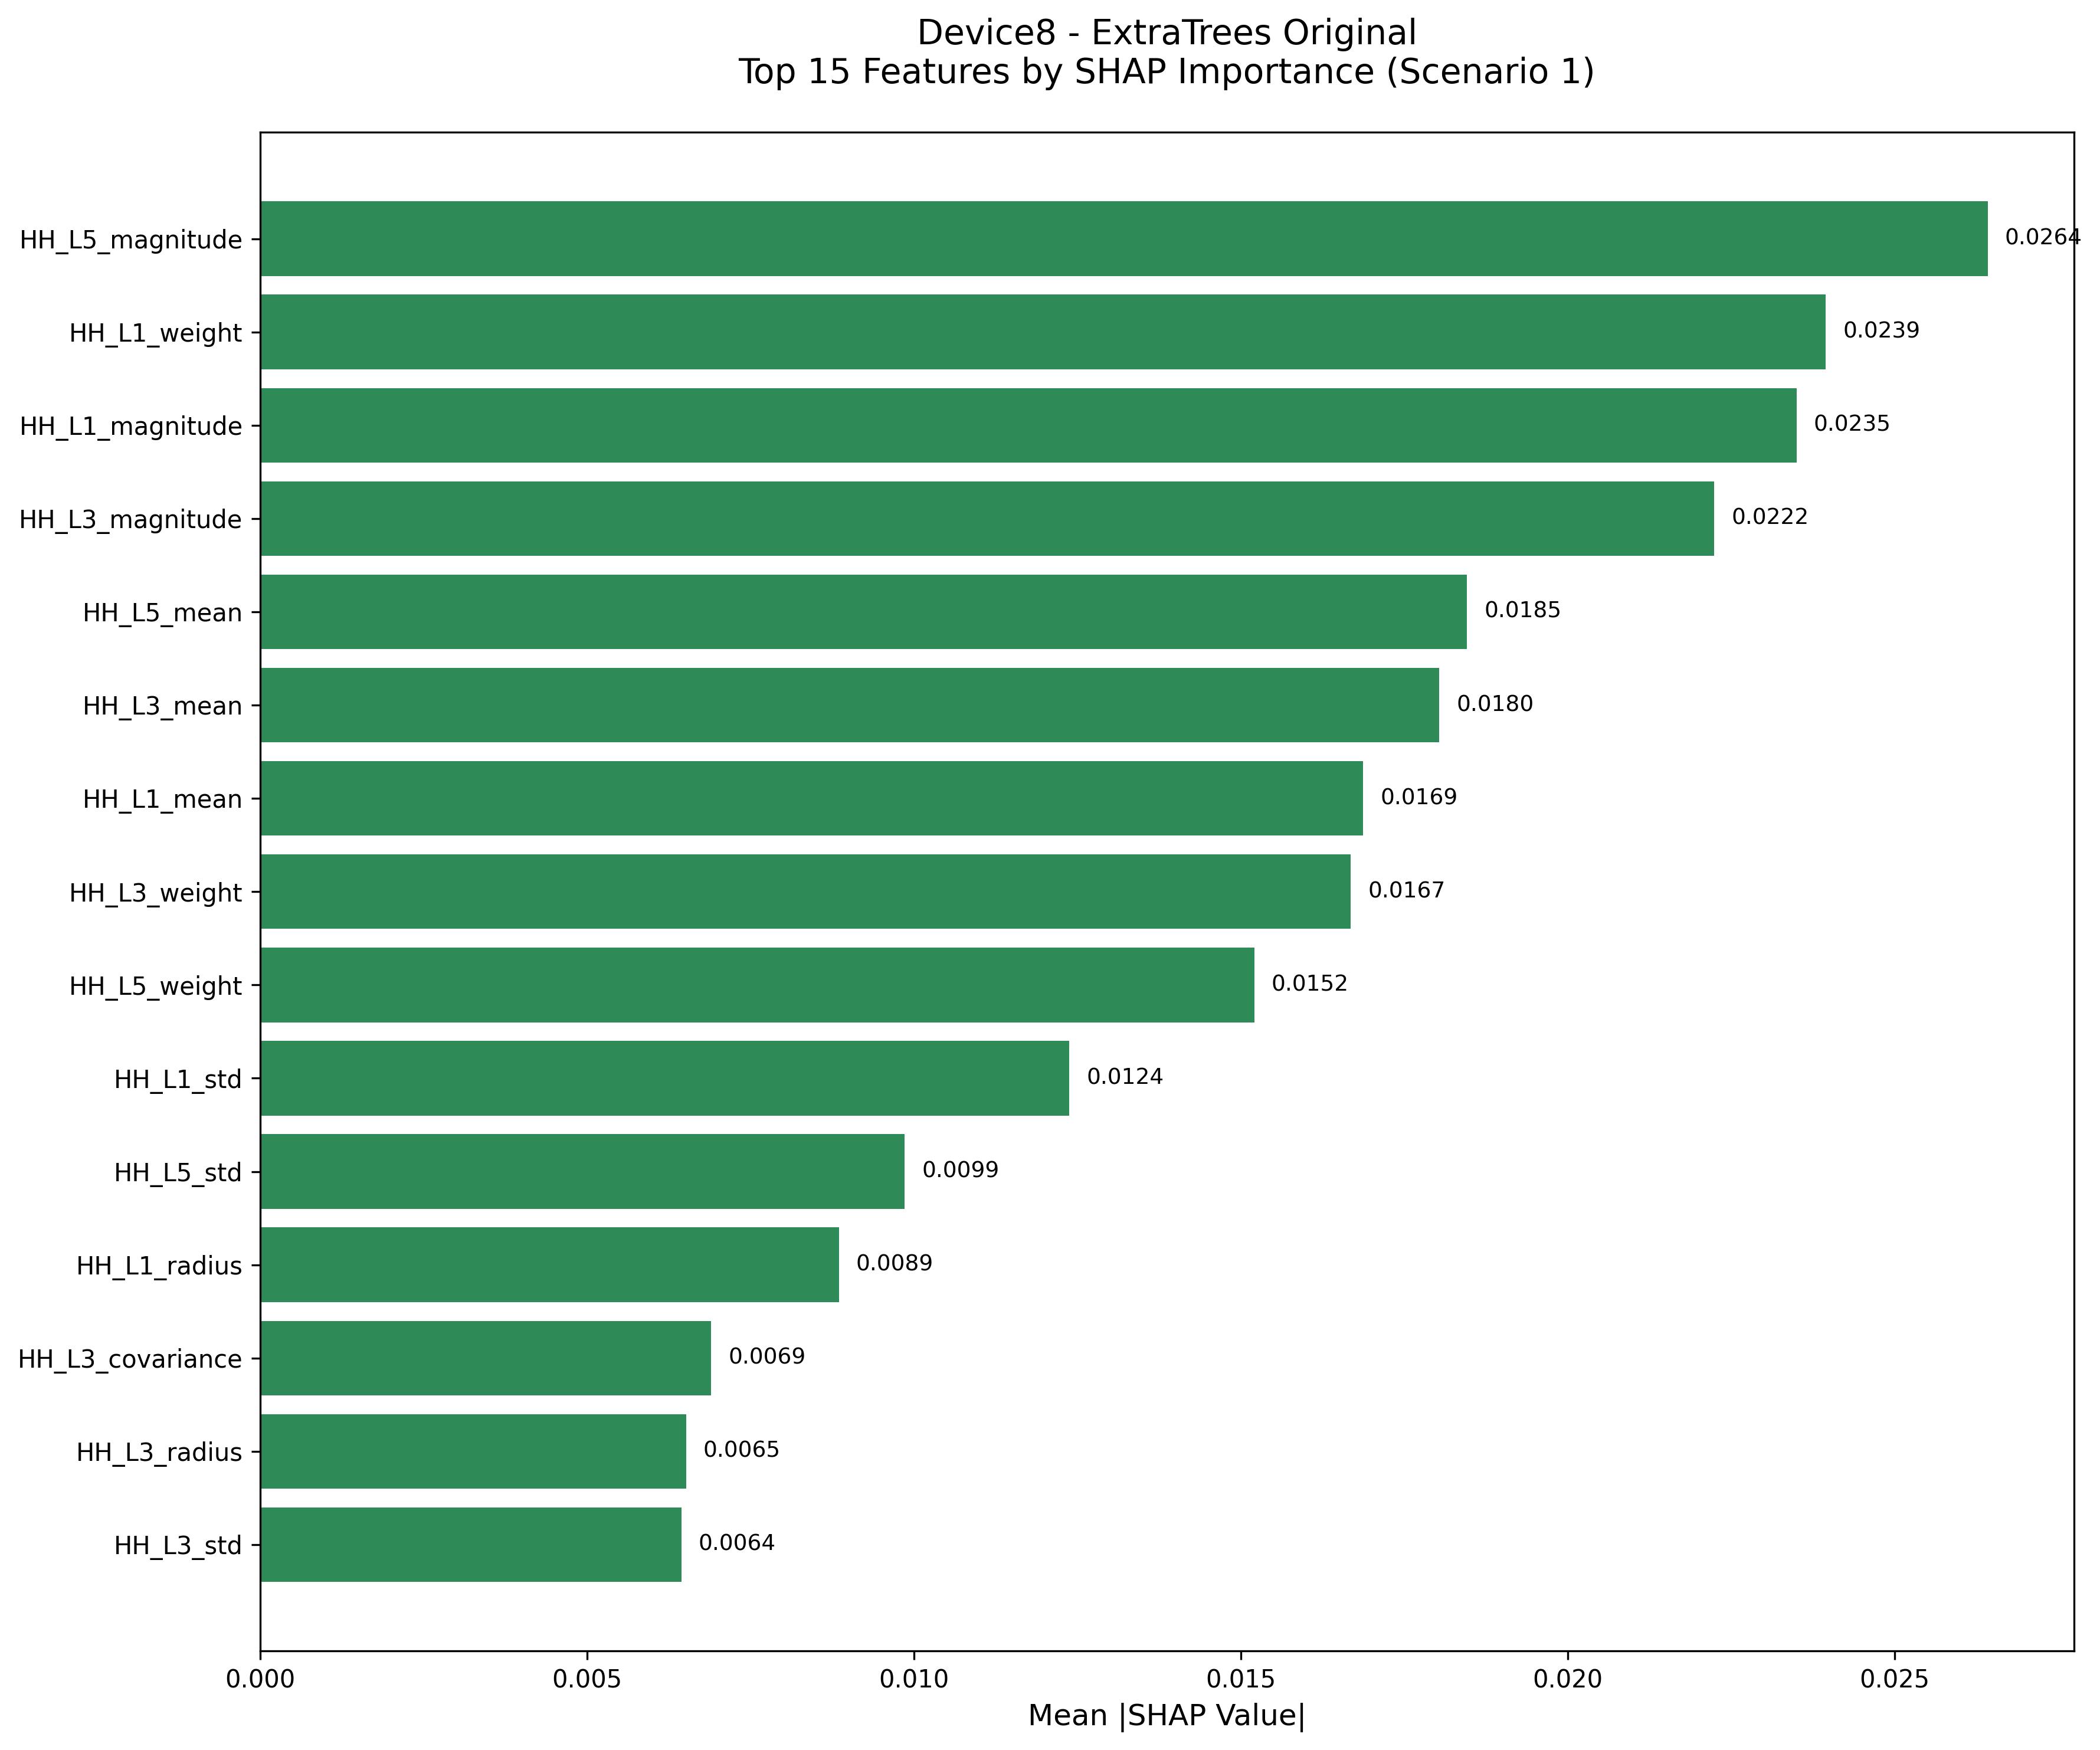 Device8 - ExtraTrees Original
Top 15 Features by SHAP Importance (Scenario 1)
HH_L5_magnitude 0.0264
HH_L1_weight 0.0239
HH_L1_magnitude 0.0235
HH_L3_magnitude 0.0222
HH_L5_mean 0.0185
HH_L3_mean 0.0180
HH_L1_mean 0.0169
HH_L3_weight 0.0167
HH_L5_weight 0.0152
HH_L1_std 0.0124
HH_L5_std 0.0099
HH_L1_radius 0.0089
HH_L3_covariance 0.0069
HH_L3_radius 0.0065
HH_L3_std 0.0064
0.000 0.005 0.010 0.015 0.020 0.025
Mean |SHAP Value|